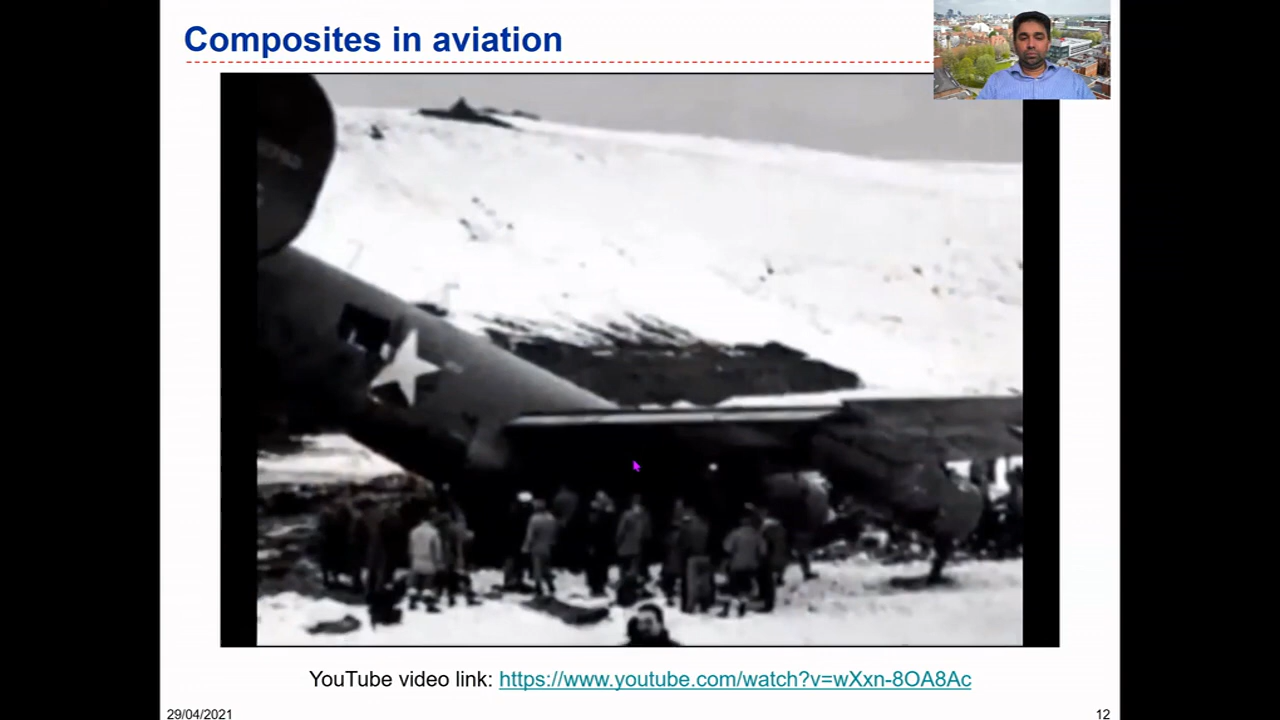 Composites in aviation
YouTube video link: https://www.youtube.com/watch?v=wXxn-8OA8Ac
29/04/2021
12